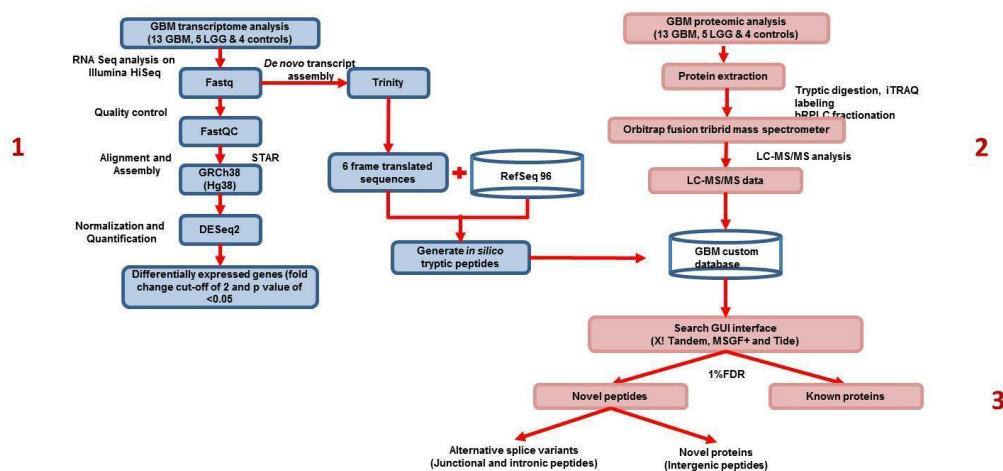 GBM transcriptome analysis
(13 GBM, 5 LGG & 4 controls)
RNA Seq analysis on
Illumina HiSeq
De novo transcript
assembly
Fastq
Trinity
Quality control
FastQC
1
Alignment and
Assembly
STAR
GRCh38
(Hg38)
6 frame translated
sequences
RefSeq 96
Normalization and
Quantification
DESeq2
Generate in silico
tryptic peptides
Differentially expressed genes (fold
change cut-off of 2 and p value of
<0.05
GBM proteomic analysis
(13 GBM, 5 LGG & 4 controls)
Protein extraction
Tryptic digestion, iTRAQ
labeling
bRPLC fractionation
Orbitrap fusion tribrid mass spectrometer
2
LC-MS/MS analysis
LC-MS/MS data
GBM custom
database
Search GUI interface
(X! Tandem, MSGF+ and Tide)
1%FDR
Novel peptides
Known proteins
3
Alternative splice variants
(Junctional and intronic peptides)
Novel proteins
(Intergenic peptides)